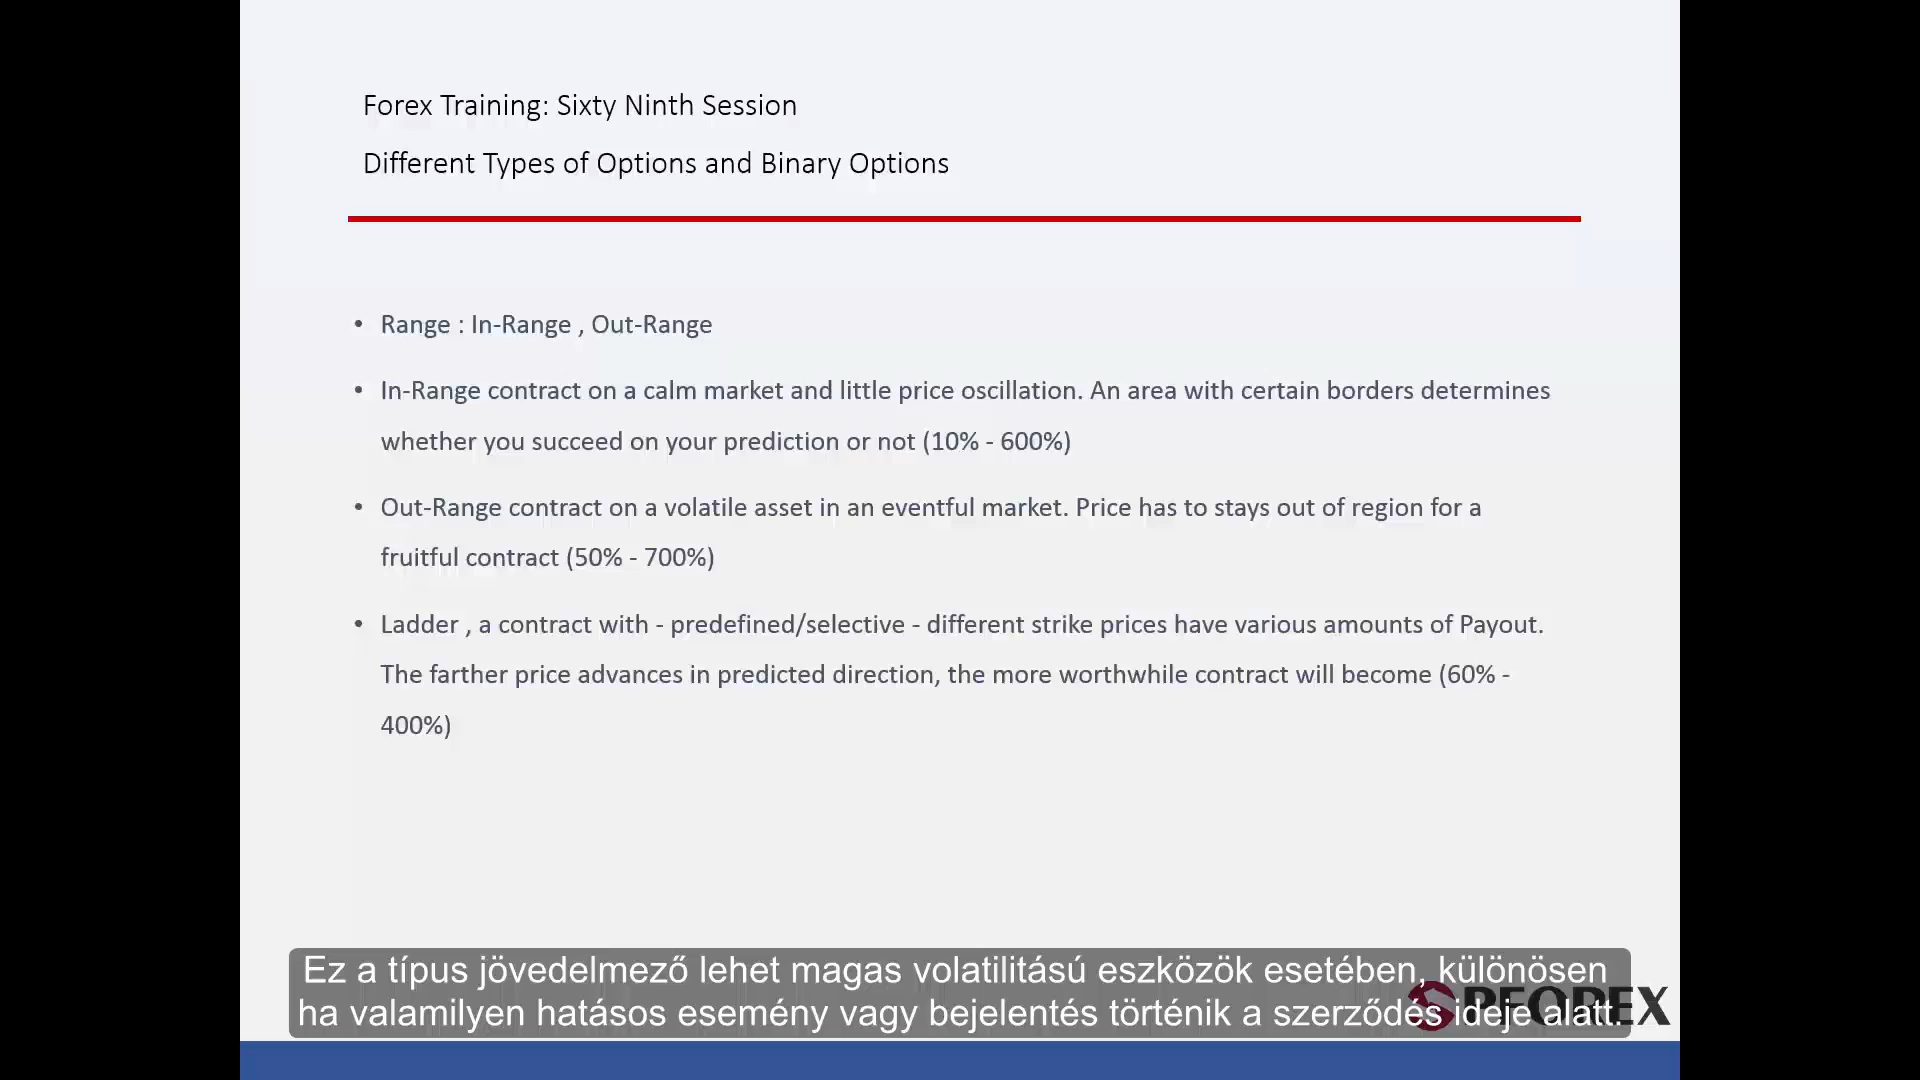 Forex Training: Sixty Ninth Session
Different Types of Options and Binary Options
• Range : In-Range , Out-Range
• In-Range contract on a calm market and little price oscillation. An area with certain borders determines
whether you succeed on your prediction or not (10% - 600%)
• Out-Range contract on a volatile asset in an eventful market. Price has to stays out of region for a
fruitful contract (50% - 700%)
• Ladder , a contract with - predefined/selective - different strike prices have various amounts of Payout.
The farther price advances in predicted direction, the more worthwhile contract will become (60% -
400%)
Ez a típus jövedelmező lehet magas volatilitású eszközök esetében, különösen
ha valamilyen hatásos esemény vagy bejelentés történik a szerződés ideje alatt.